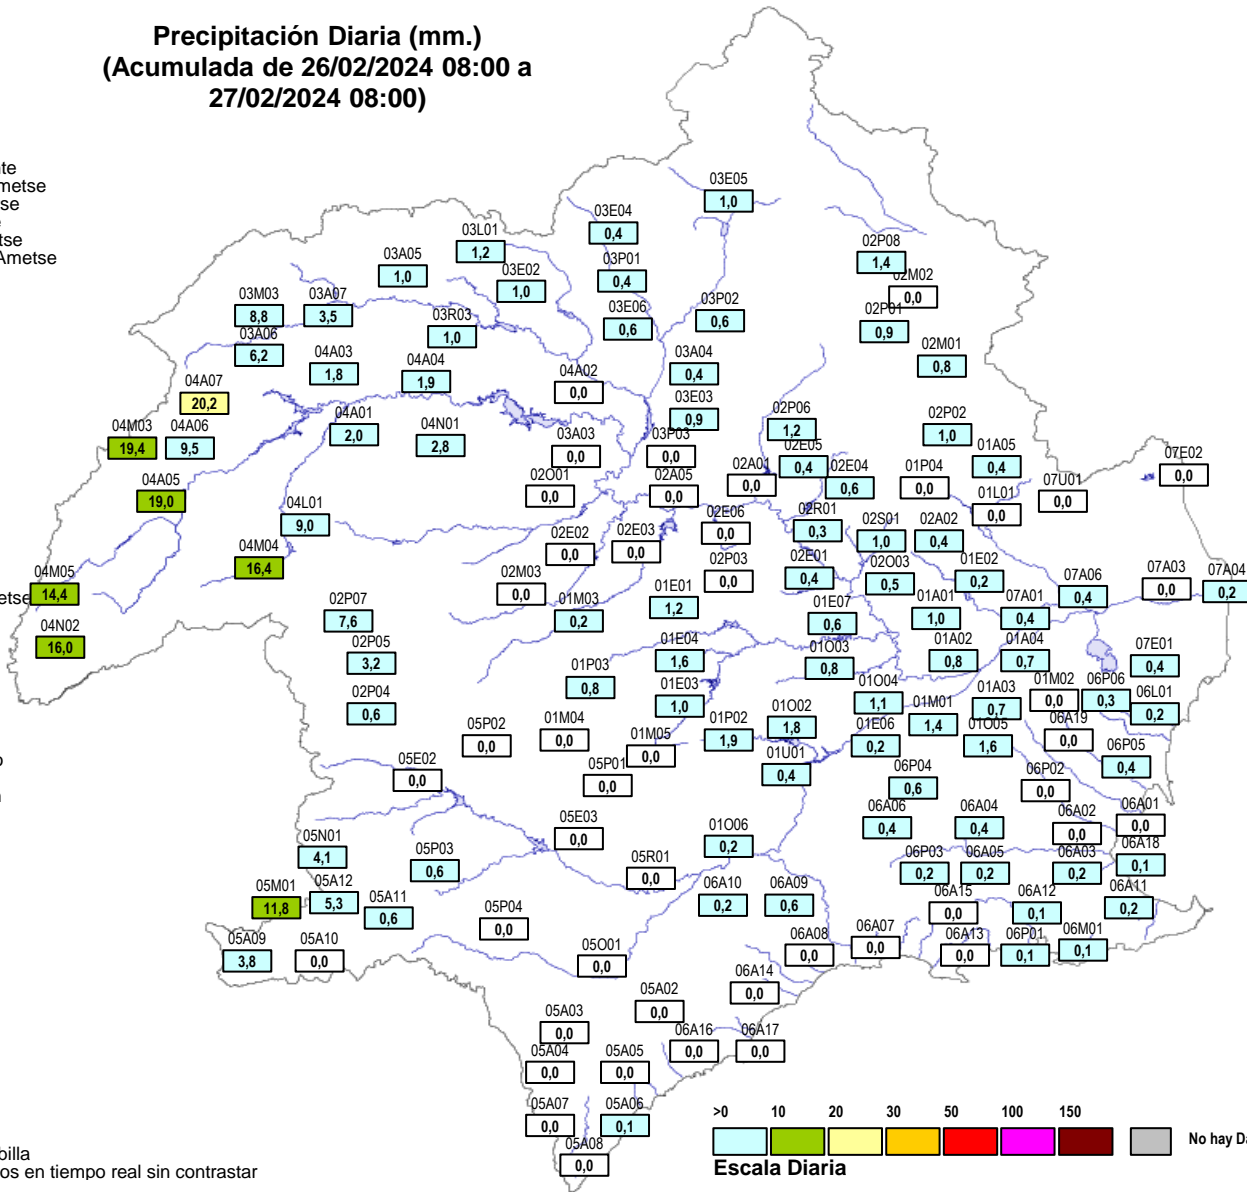 Precipitación Diaria (mm.)
(Acumulada de 26/02/2024 08:00 a
27/02/2024 08:00)
nte
metse
tse
e
tse
Ametse
03E05
1,0
03E04
0,4
03L01
1,2
02P08
1,4
03A05
1,0
03P01
0,4
03E02
1,0
02M02
0,0
03M03
8,8
03A07
3,5
03P02
0,6
03E06
0,6
02P01
0,9
03R03
1,0
03A06
6,2
04A03
1,8
04A04
1,9
03A04
0,4
02M01
0,8
04A02
0,0
04A07
20,2
03E03
0,9
04M03
19,4
04A06
9,5
04A01
2,0
04N01
2,8
02P06
1,2
02P02
1,0
03A03
0,0
03P03
0,0
02E05
0,4
01A05
0,4
07E02
0,0
04A05
19,0
02O01
0,0
02A05
0,0
02A01
0,0
02E04
0,6
01P04
0,0
07U01
0,0
01L01
0,0
04L01
9,0
02E06
0,0
02R01
0,3
02S01
1,0
02A02
0,4
02E02
0,0
02E03
0,0
04M04
16,4
02P03
0,0
02E01
0,4
02O03
0,5
01E02
0,2
07A03
0,0
07A04
0,2
04M05
14,4
etse
02M03
0,0
01E01
1,2
07A06
0,4
02P07
7,6
01M03
0,2
01E07
0,6
01A01
1,0
07A01
0,4
04N02
16,0
02P05
3,2
01E04
1,6
01O03
0,8
01A02
0,8
01A04
0,7
07E01
0,4
01P03
0,8
02P04
0,6
01E03
1,0
01O04
1,1
01A03
0,7
01M02
0,0
06P06
0,3
06L01
0,2
05P02
0,0
01M04
0,0
01P02
1,9
01O02
1,8
01M01
1,4
01M05
0,0
01E06
0,2
01O05
1,6
06A19
0,0
o
05E02
0,0
05P01
0,0
01U01
0,4
06P04
0,6
06P02
0,0
06P05
0,4
05E03
0,0
06A06
0,4
06A04
0,4
06A02
0,0
06A01
0,0
05N01
4,1
05P03
0,6
01O06
0,2
05R01
0,0
06P03
0,2
06A05
0,2
06A03
0,2
06A18
0,1
05M01
11,8
05A12
5,3
05A11
0,6
06A10
0,2
06A09
0,6
06A15
0,0
06A12
0,1
06A11
0,2
05P04
0,0
05A09
3,8
05A10
0,0
05O01
0,0
06A08
0,0
06A07
0,0
06A13
0,0
06P01
0,1
06M01
0,1
06A14
0,0
05A02
0,0
05A03
0,0
06A16
0,0
06A17
0,0
05A04
0,0
05A05
0,0
05A07
0,0
05A06
0,1
05A08
0,0
>0 10 20 30 50 100 150
No hay Da
Escala Diaria
billa
os en tiempo real sin contrastar